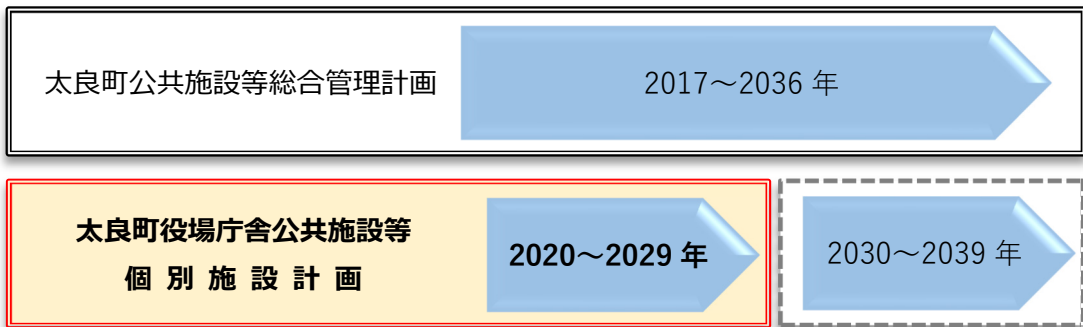 太良町公共施設等総合管理計画
2017～2036 年
太良町役場庁舎公共施設等
個 別 施 設 計 画
2020～2029 年
2030～2039 年